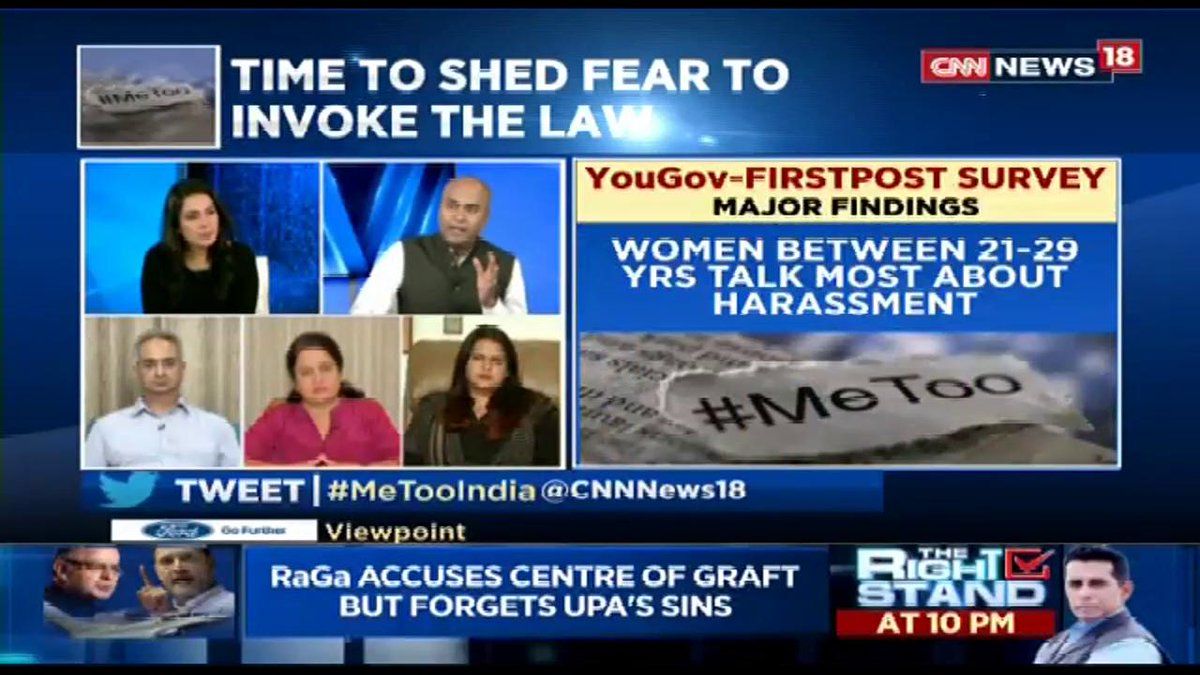 #MeToo
TIME TO SHED FEAR TO
INVOKE THE LAW
CNN NEWS 18
YouGov-FIRSTPOST SURVEY
MAJOR FINDINGS
WOMEN BETWEEN 21-29
YRS TALK MOST ABOUT
HARASSMENT
#MeToo
TWEET | #MeTooIndia @CNNNews18
Ford Go Further Viewpoint
RaGa ACCUSES CENTRE OF GRAFT
BUT FORGETS UPA'S SINS
THE
RIGHT
STAND
AT 10 PM